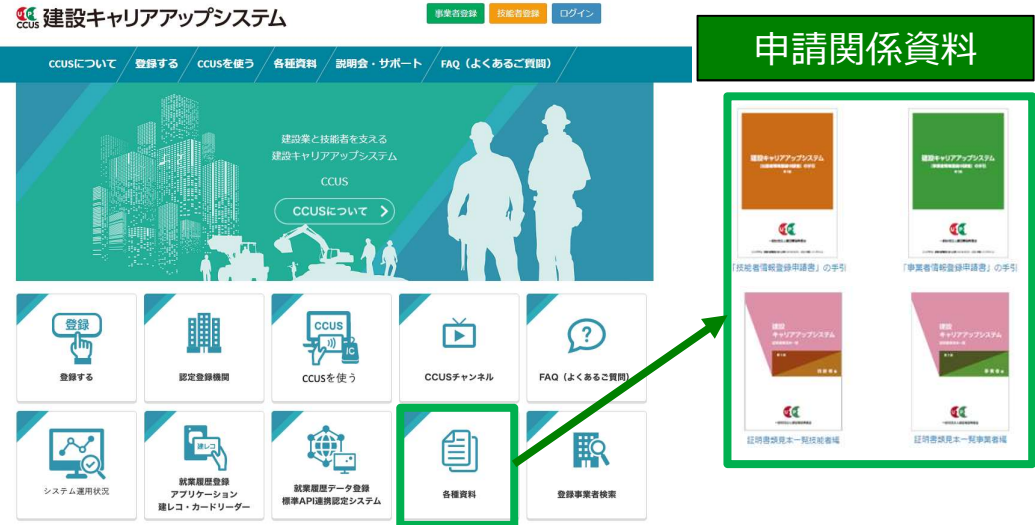 CCUS 建設キャリアアップシステム
事業者登録 技能者登録 ログイン
CCUSについて 登録する CCUSを使う 各種資料 説明会・サポート FAQ（よくあるご質問）
申請関係資料
建設業と技能者を支える
建設キャリアアップシステム
CCUS
CCUSについて
登録
登録する
認定登録機関
CCUS
IC
CCUSを使う
CCUSチャンネル
?
FAQ（よくあるご質問）
システム運用状況
建レコ
就業履歴登録
アプリケーション
建レコ・カードリーダー
就業履歴データ登録
標準API連携認定システム
各種資料
登録事業者検索
建設キャリアアップシステム
「技能者情報登録申請書」の手引
建設キャリアアップシステム
「事業者情報登録申請書」の手引
建設
キャリアアップシステム
証明書類見本一覧技能者編
建設
キャリアアップシステム
証明書類見本一覧事業者編